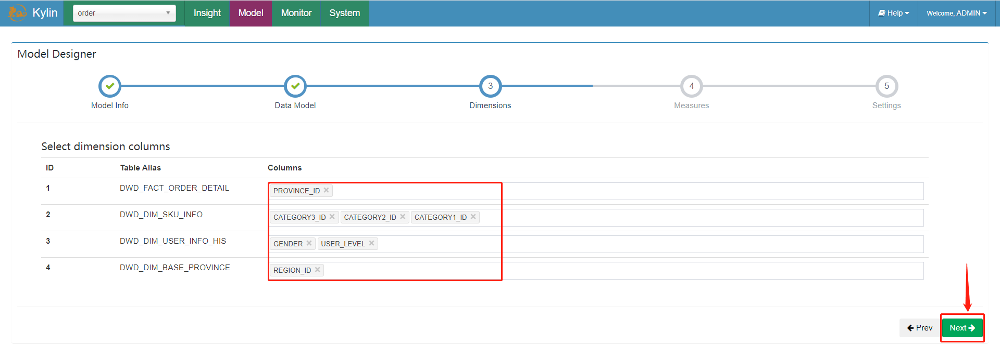 Kylin order Insight Model Monitor System Help Welcome, ADMIN
Model Designer
3 4 5
Model Info Data Model Dimensions Measures Settings
Select dimension columns
ID Table Alias Columns
1 DWD_FACT_ORDER_DETAIL PROVINCE_ID
2 DWD_DIM_SKU_INFO CATEGORY3_ID CATEGORY2_ID CATEGORY1_ID
3 DWD_DIM_USER_INFO_HIS GENDER USER_LEVEL
4 DWD_DIM_BASE_PROVINCE REGION_ID
Prev Next